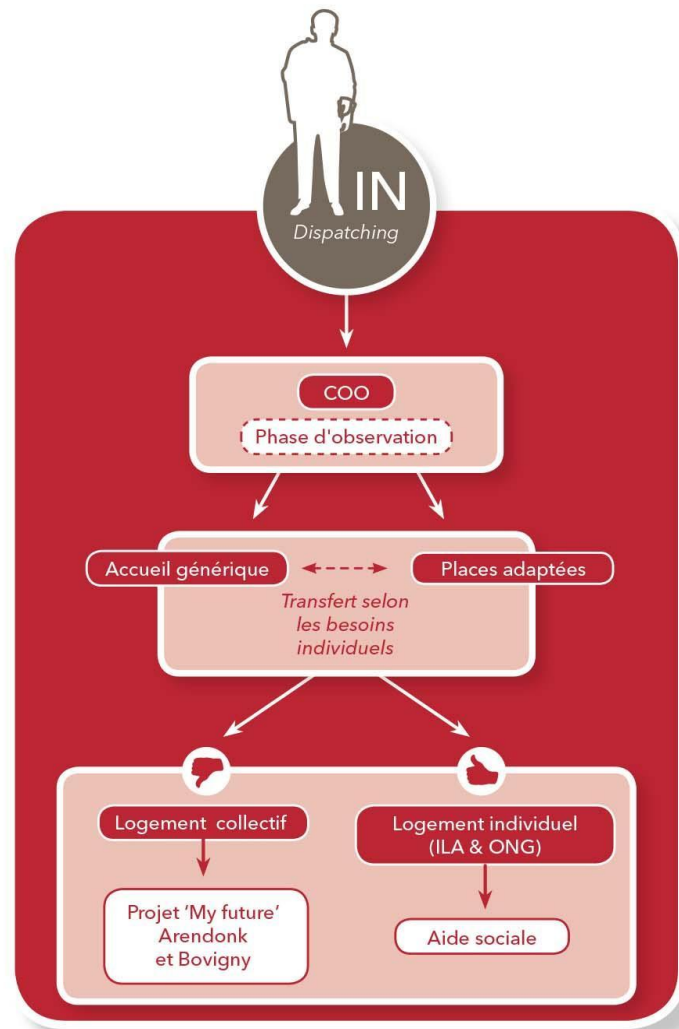 IN
Dispatching
COO
Phase d'observation
Accueil générique
Places adaptées
Transfert selon
les besoins
individuels
Logement collectif
Logement individuel
(ILA & ONG)
Projet ‘My future’
Arendonk
et Bovigny
Aide sociale